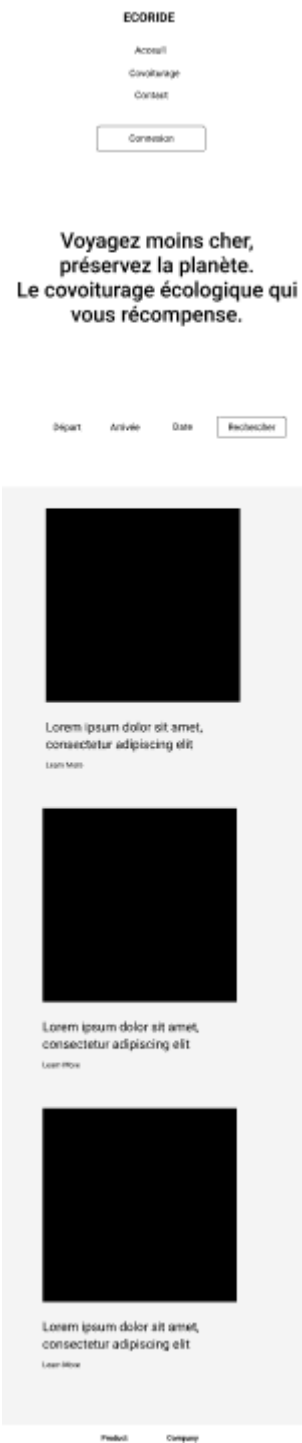 ECORIDE
Acceuil
Covoiturage
Contact
Connexion
Voyagez moins cher,
préservez la planète.
Le covoiturage écologique qui
vous récompense.
Départ Arrivée Date Rechercher
Lorem ipsum dolor sit amet,
consectetur adipiscing elit
Learn More
Lorem ipsum dolor sit amet,
consectetur adipiscing elit
Learn More
Lorem ipsum dolor sit amet,
consectetur adipiscing elit
Learn More
Product Company